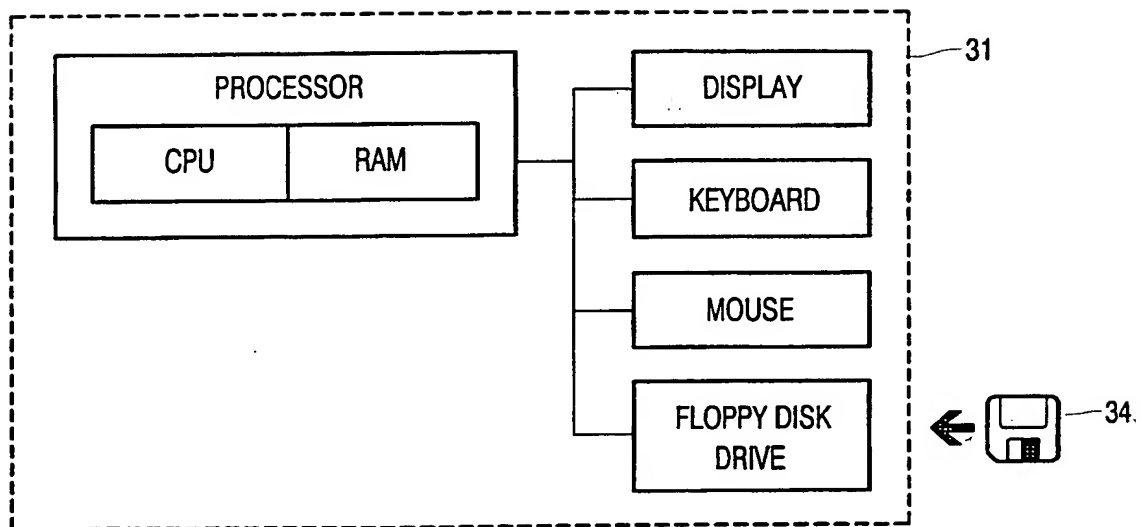 PROCESSOR
CPU
RAM
DISPLAY
KEYBOARD
MOUSE
FLOPPY DISK
DRIVE
31
34.